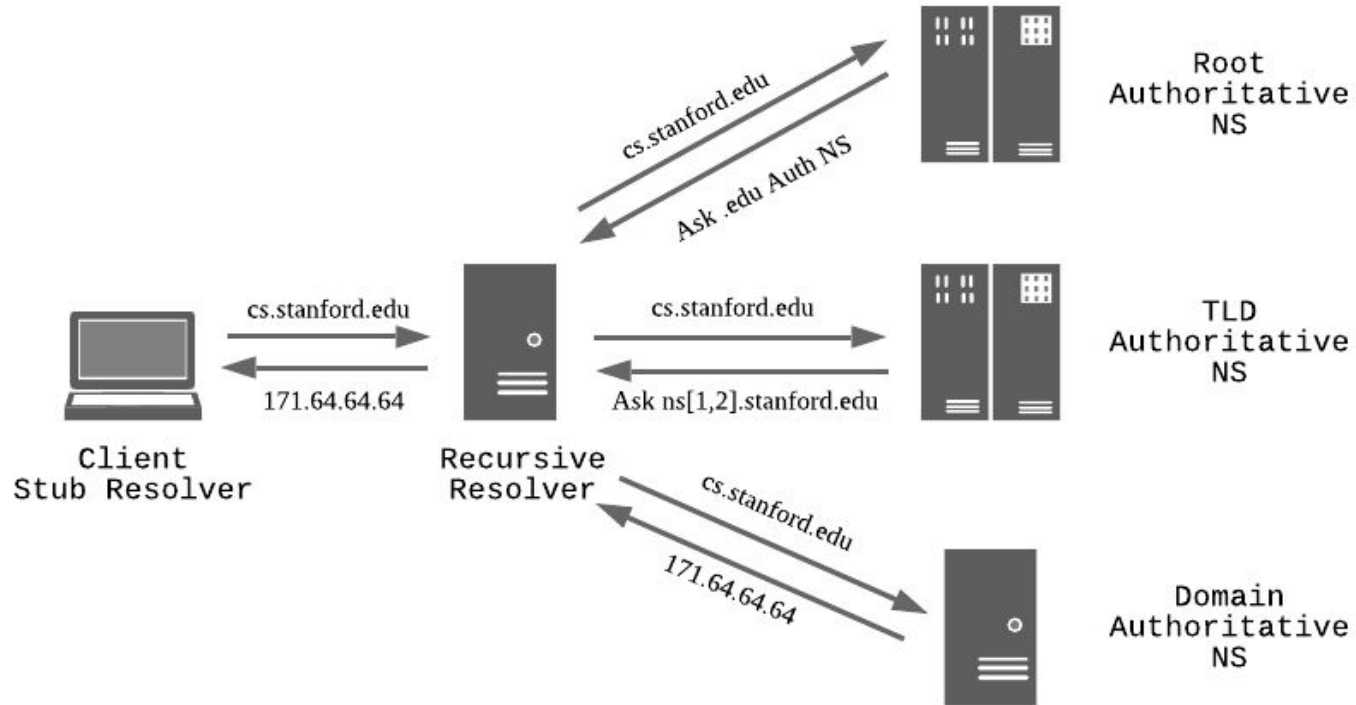 cs.stanford.edu
Ask .edu Auth NS
Root
Authoritative
NS
cs.stanford.edu
171.64.64.64
cs.stanford.edu
Ask ns[1,2].stanford.edu
TLD
Authoritative
NS
Client
Stub Resolver
Recursive
Resolver
cs.stanford.edu
171.64.64.64
Domain
Authoritative
NS